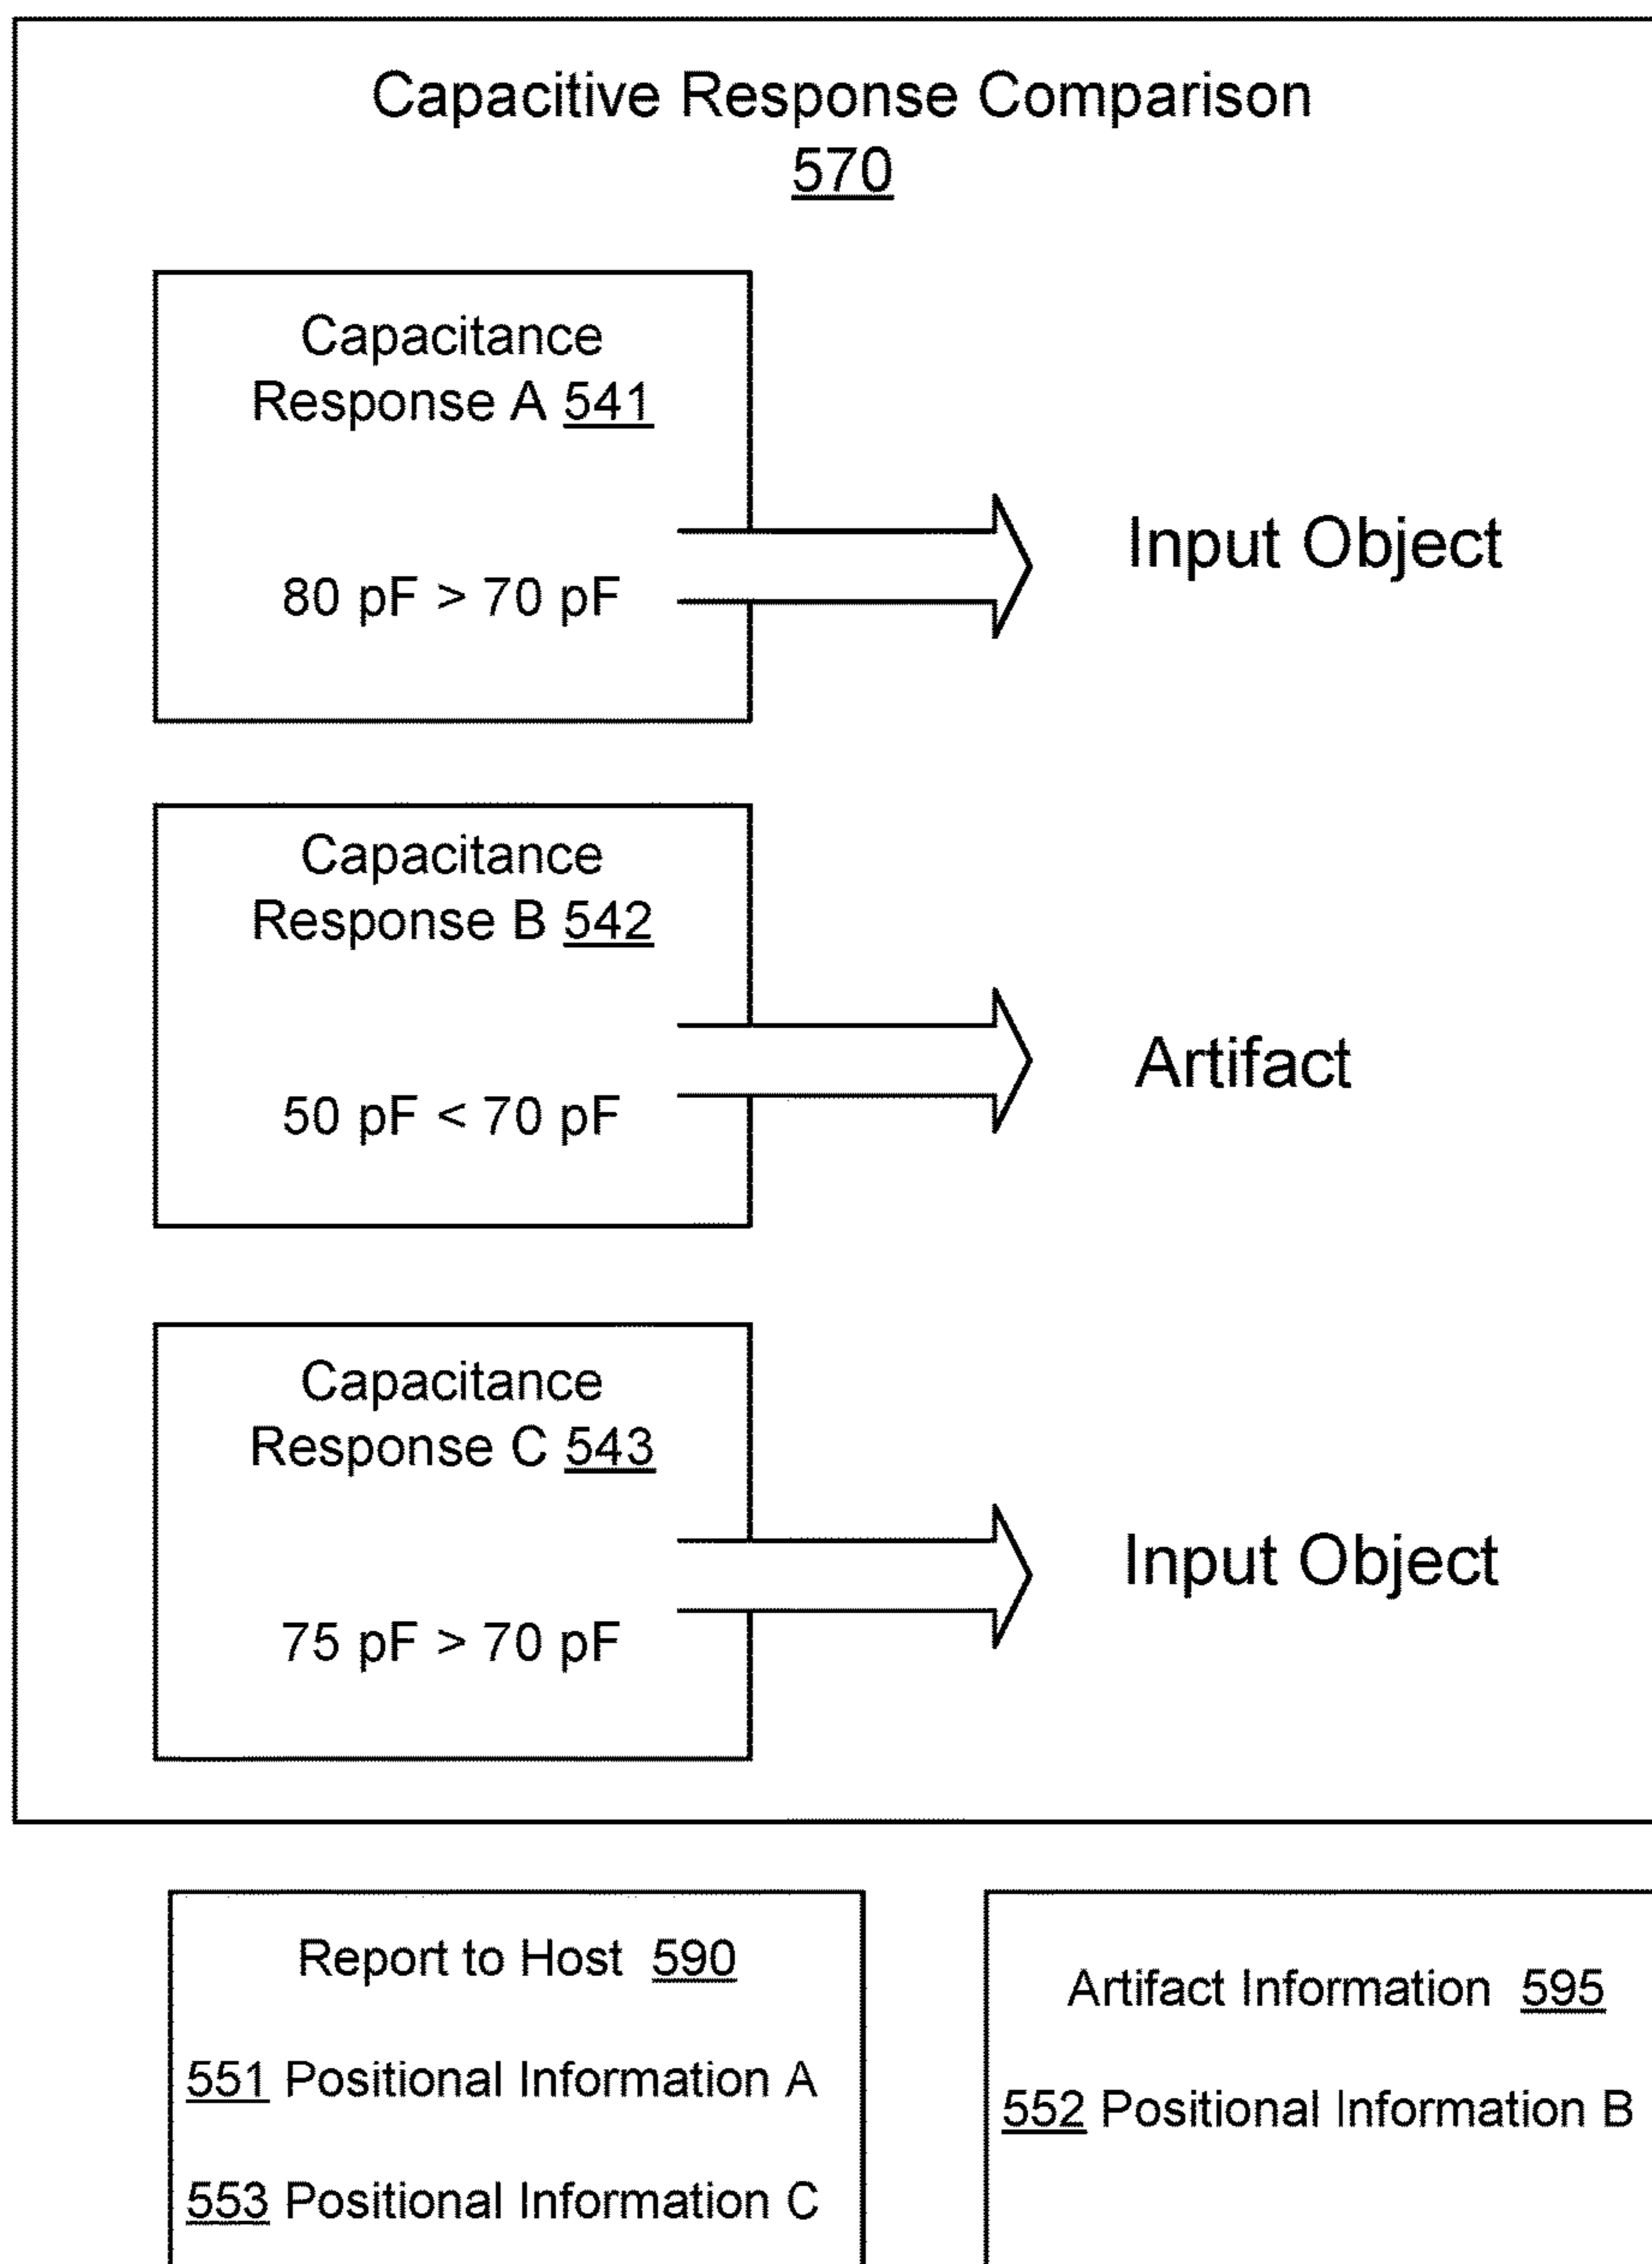 Capacitive Response Comparison
570
Capacitance
Response A 541
80 pF > 70 pF
Input Object
Capacitance
Response B 542
50 pF < 70 pF
Artifact
Capacitance
Response C 543
75 pF > 70 pF
Input Object
Report to Host 590
551 Positional Information A
553 Positional Information C
Artifact Information 595
552 Positional Information B